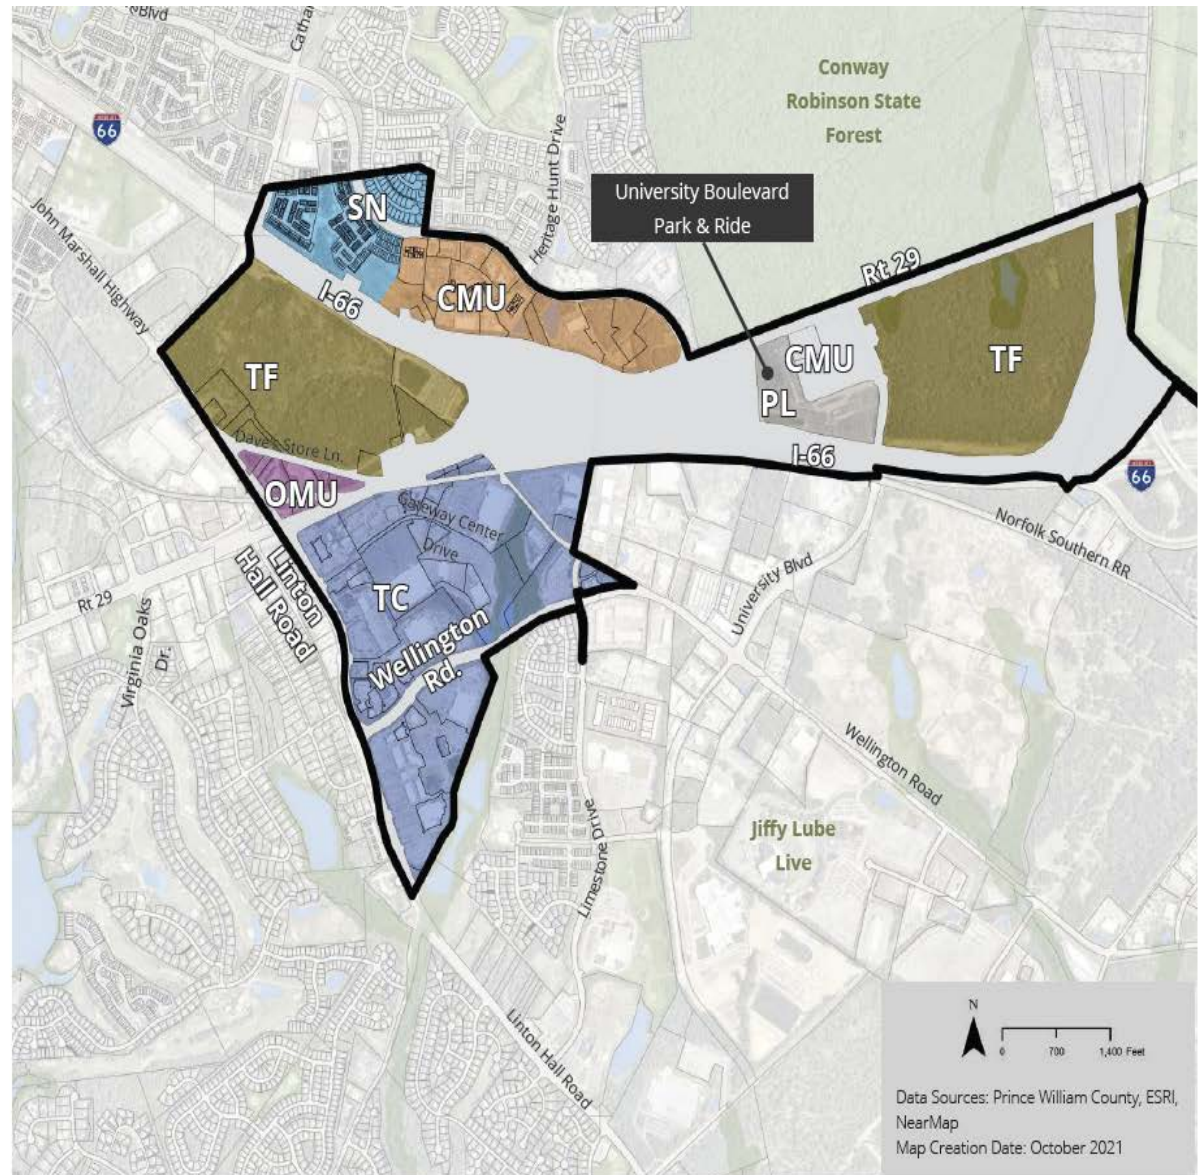 Blvd
Catha
66
Conway
Robinson State
Forest
Heritage Hunt Drive
University Boulevard
Park & Ride
John Marshall Highway
SN
CMU
I-66
Rt 29
TF
CMU
TF
PL
Dave's Store Ln.
I-66
66
OMU
Gateway Center
Drive
Norfolk Southern RR
Linton
Hall Road
TC
Rt 29
University Blvd
Virginia Oaks
Dr.
Wellington
Rd.
Wellington Road
Limestone Drive
Jiffy Lube
Live
Linton Hall Road
N
0 700 1,400 Feet
Data Sources: Prince William County, ESRI,
NearMap
Map Creation Date: October 2021